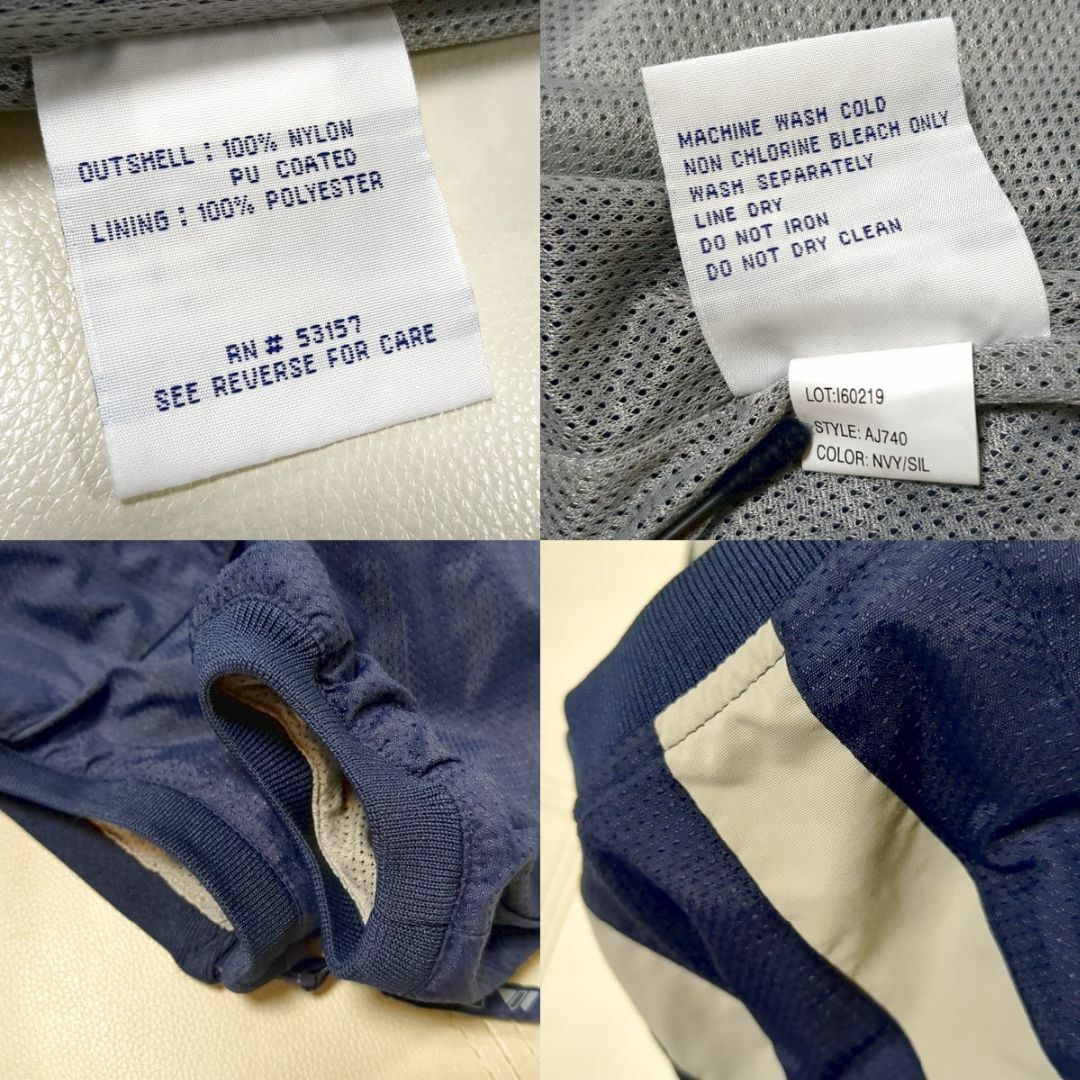 OUTSHELL : 100% NYLON
PU COATED
LINING : 100% POLYESTER
RN # 53157
SEE REVERSE FOR CARE
MACHINE WASH COLD
NON CHLORINE BLEACH ONLY
WASH SEPARATELY
LINE DRY
DO NOT IRON
DO NOT DRY CLEAN
LOT:I60219
STYLE: AJ740
COLOR: NVY/SIL